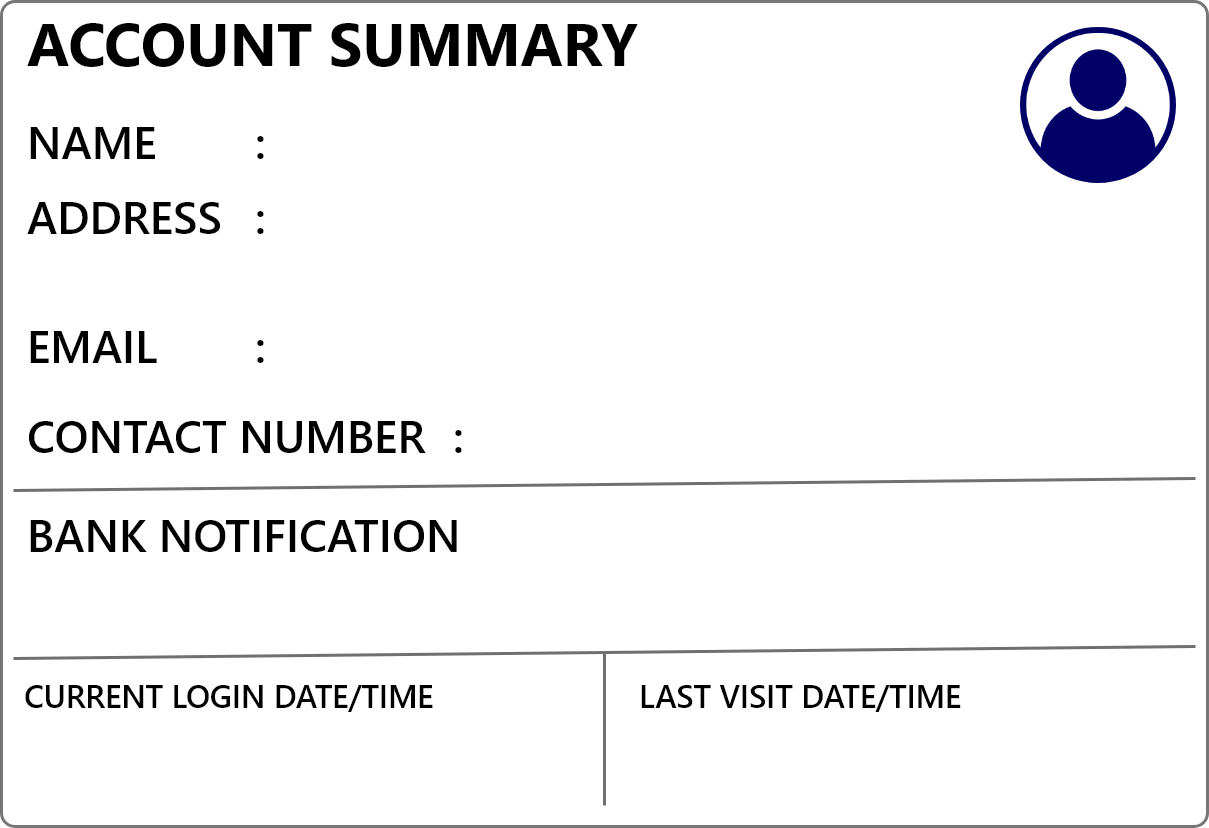 ACCOUNT SUMMARY
NAME :
ADDRESS :
EMAIL :
CONTACT NUMBER :
BANK NOTIFICATION
CURRENT LOGIN DATE/TIME
LAST VISIT DATE/TIME